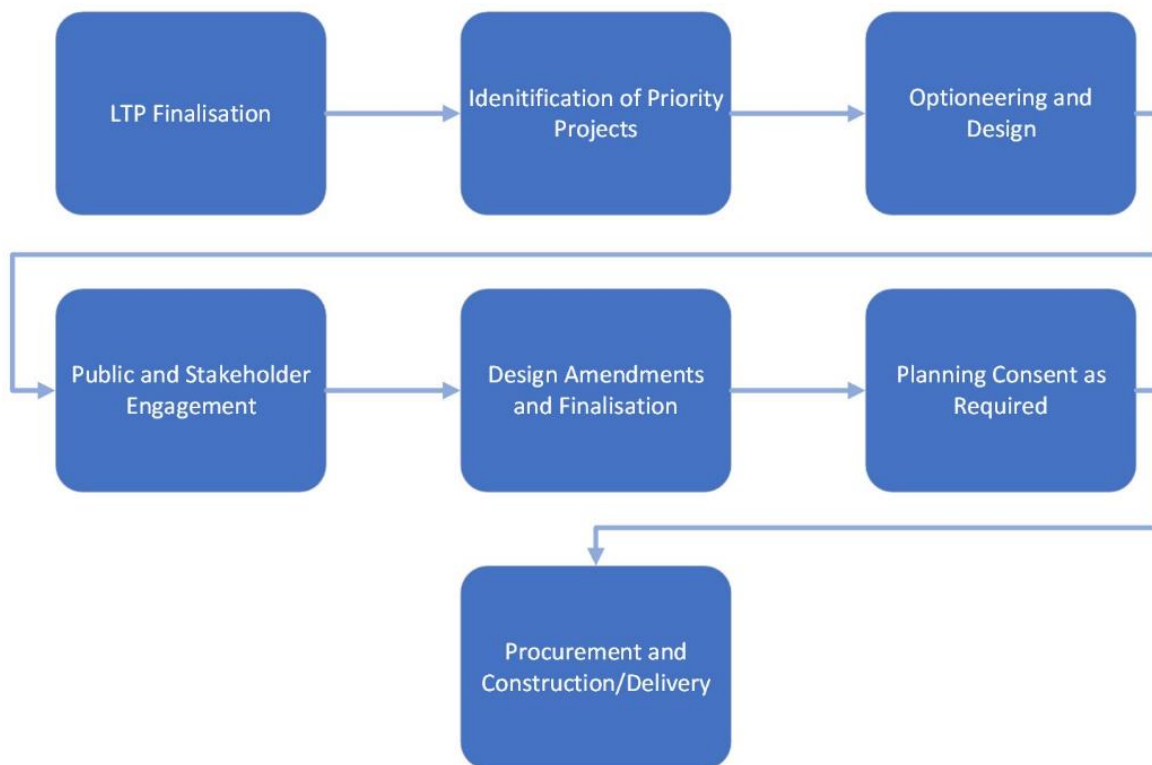 LTP Finalisation
Idenitification of Priority
Projects
Optioneering and
Design
Public and Stakeholder
Engagement
Design Amendments
and Finalisation
Planning Consent as
Required
Procurement and
Construction/Delivery